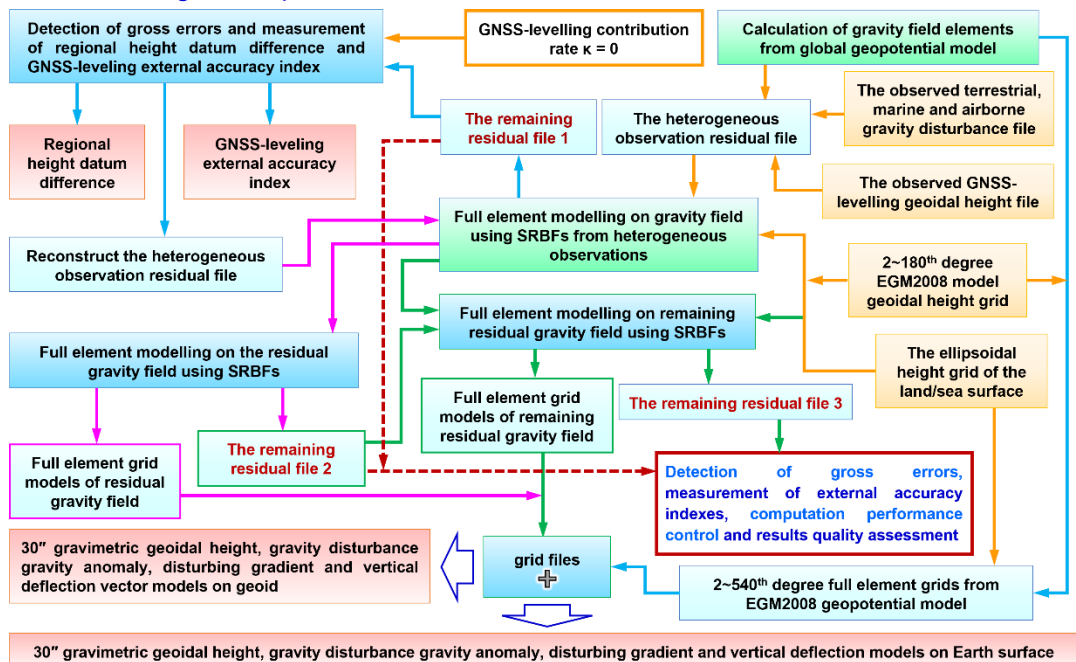 Detection of gross errors and measurement
of regional height datum difference and
GNSS-leveling external accuracy index
GNSS-levelling contribution
rate κ = 0
Calculation of gravity field elements
from global geopotential model
The observed terrestrial,
marine and airborne
gravity disturbance file
The remaining
residual file 1
The heterogeneous
observation residual file
Regional
height datum
difference
GNSS-leveling
external accuracy
index
The observed GNSS-
levelling geoidal height file
Full element modelling on gravity field
using SRBFs from heterogeneous
observations
Reconstruct the heterogeneous
observation residual file
2~180th degree
EGM2008 model
geoidal height grid
Full element modelling on remaining
residual gravity field using SRBFs
Full element modelling on the residual
gravity field using SRBFs
The ellipsoidal
height grid of the
land/sea surface
Full element grid
models of remaining
residual gravity field
The remaining residual file 3
Full element grid
models of residual
gravity field
The remaining
residual file 2
Detection of gross errors,
measurement of external accuracy
indexes, computation performance
control and results quality assessment
30″ gravimetric geoidal height, gravity disturbance
gravity anomaly, disturbing gradient and vertical
deflection vector models on geoid
grid files
+
2~540th degree full element grids from
EGM2008 geopotential model
30″ gravimetric geoidal height, gravity disturbance gravity anomaly, disturbing gradient and vertical deflection models on Earth surface